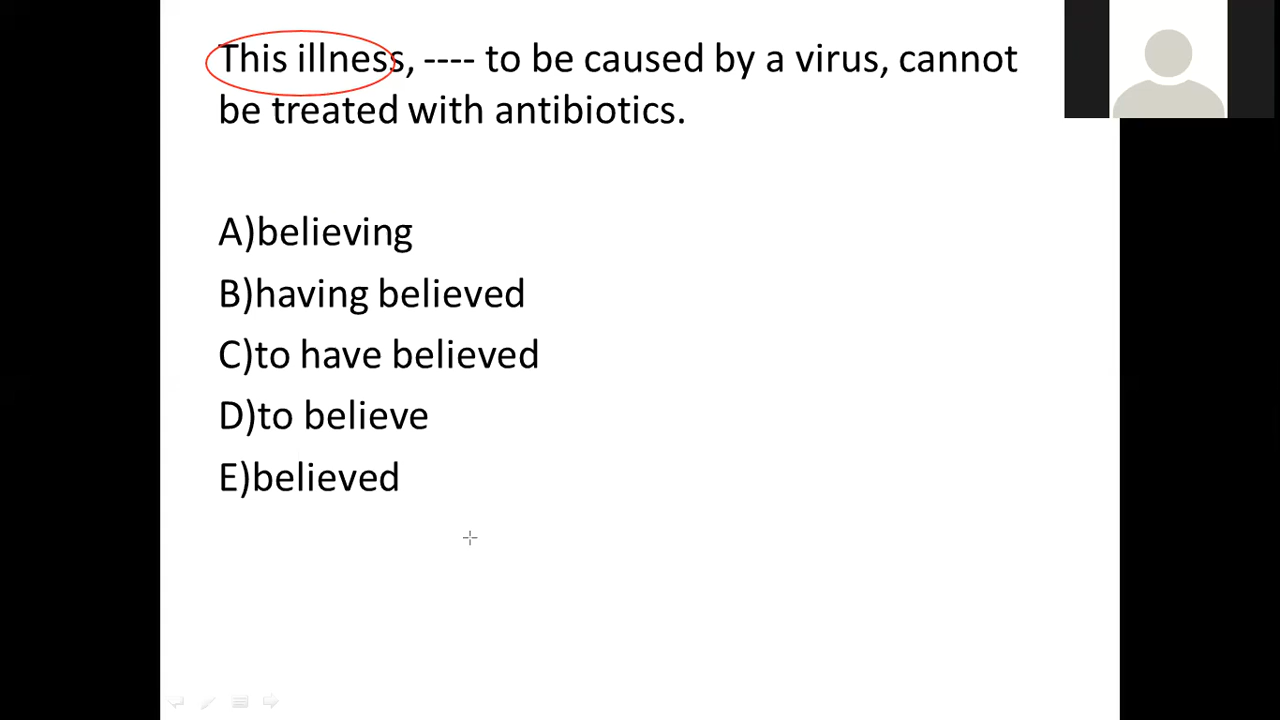 This illness, ---- to be caused by a virus, cannot
be treated with antibiotics.
A)believing
B)having believed
C)to have believed
D)to believe
E)believed